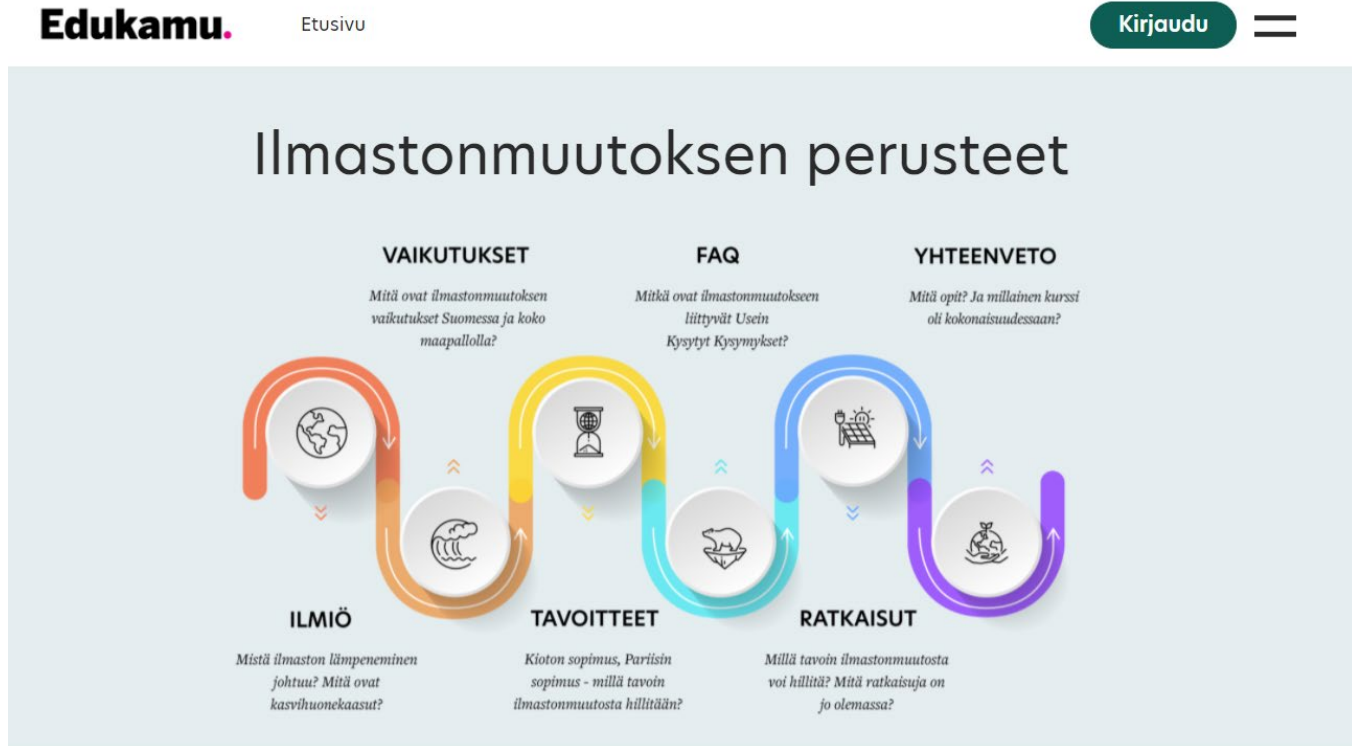 Edukamu.
Etusivu
Kirjaudu
Ilmastonmuutoksen perusteet
VAIKUTUKSET
Mitä ovat ilmastonmuutoksen
vaikutukset Suomessa ja koko
maapallolla?
FAQ
Mitkä ovat ilmastonmuutokseen
liittyvät Usein
Kysytyt Kysymykset?
YHTEENVETO
Mitä opit? Ja millainen kurssi
oli kokonaisuudessaan?
ILMIÖ
Mistä ilmaston lämpeneminen
johtuu? Mitä ovat
kasvihuonekaasut?
TAVOITTEET
Kioton sopimus, Pariisin
sopimus - millä tavoin
ilmastonmuutosta hillitään?
RATKAISUT
Millä tavoin ilmastonmuutosta
voi hillitä? Mitä ratkaisuja on
jo olemassa?